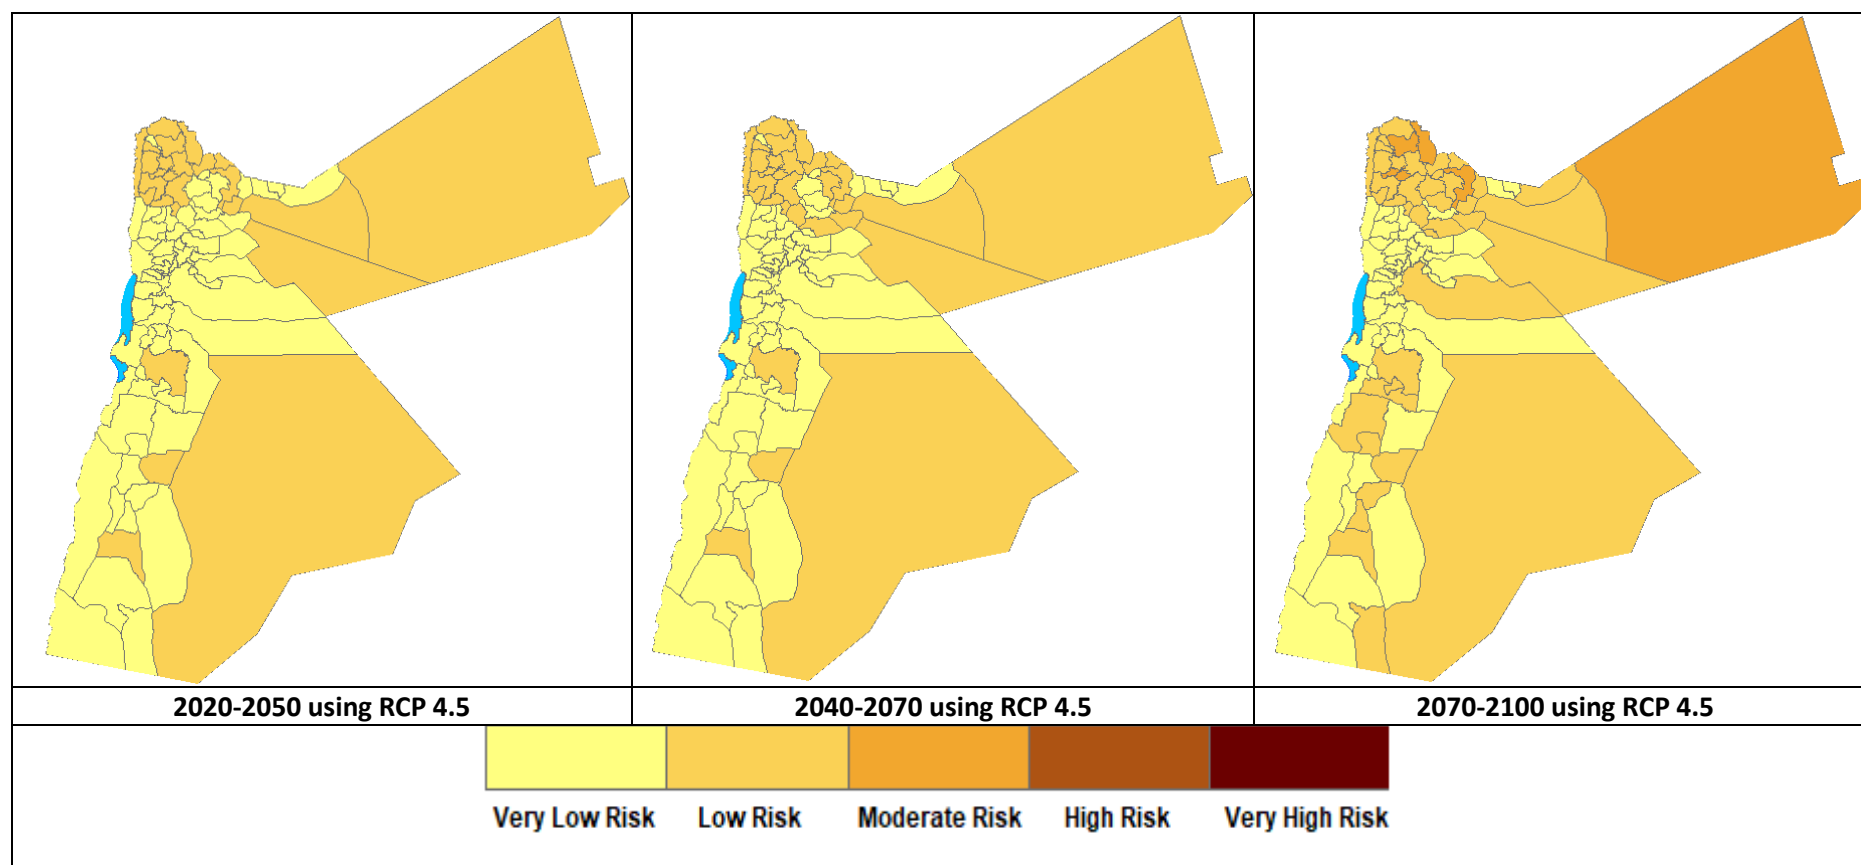 2020-2050 using RCP 4.5
2040-2070 using RCP 4.5
2070-2100 using RCP 4.5
Very Low Risk
Low Risk
Moderate Risk
High Risk
Very High Risk